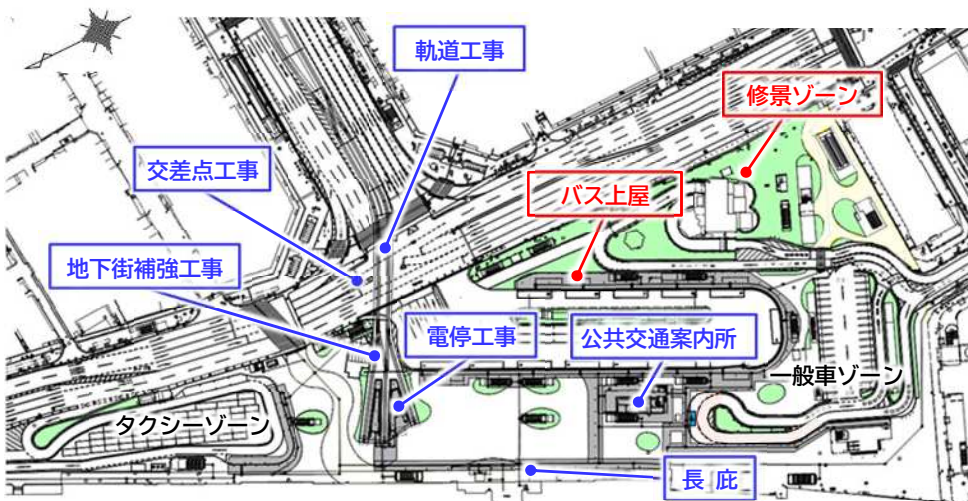 軌道工事
修景ゾーン
交差点工事
バス上屋
地下街補強工事
電停工事
公共交通案内所
一般車ゾーン
タクシーゾーン
長 庇